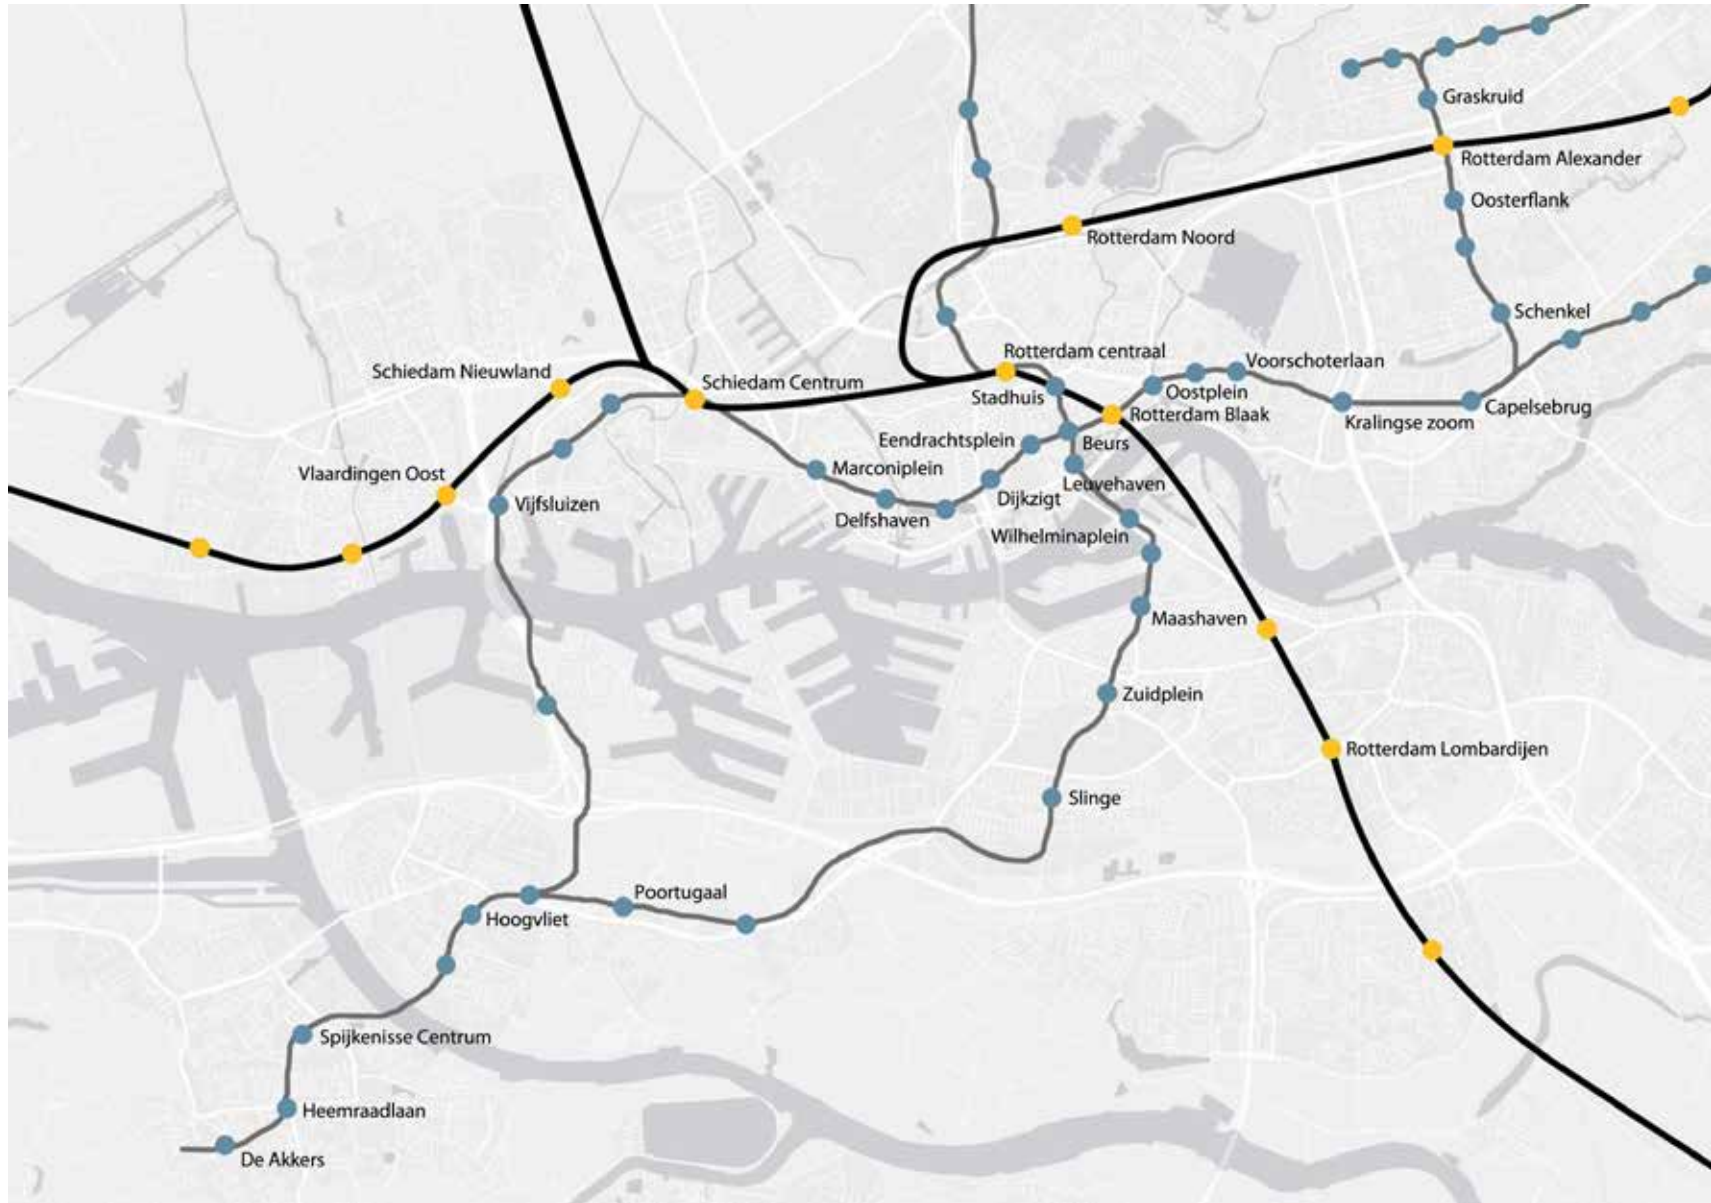 Graskruid
Rotterdam Alexander
Oosterflank
Rotterdam Noord
Schenkel
Rotterdam centraal
Voorschoterlaan
Schiedam Nieuwland
Schiedam Centrum
Stadhuis
Oostplein
Capelsebrug
Rotterdam Blaak
Kralingse zoom
Eendrachtsplein
Beurs
Marconiplein
Vlaardingen Oost
Leuvehaven
Dijkzigt
Vijfsluizen
Delfshaven
Wilhelminaplein
Maashaven
Zuidplein
Rotterdam Lombardijen
Slinge
Poortugaal
Hoogvliet
Spijkenisse Centrum
Heemraadlaan
De Akkers